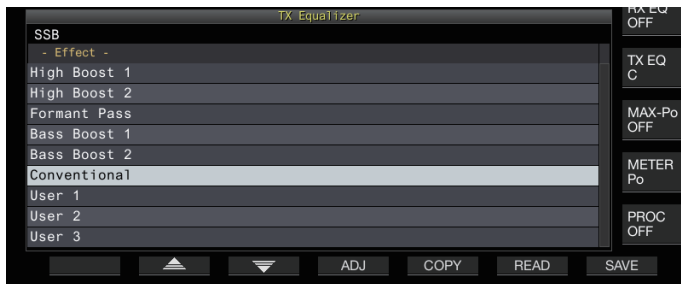 TX Equalizer
SSB
- Effect -
High Boost 1
High Boost 2
Formant Pass
Bass Boost 1
Bass Boost 2
Conventional
User 1
User 2
User 3
ADJ COPY READ SAVE
RX EQ
OFF
TX EQ
C
MAX-Po
OFF
METER
Po
PROC
OFF